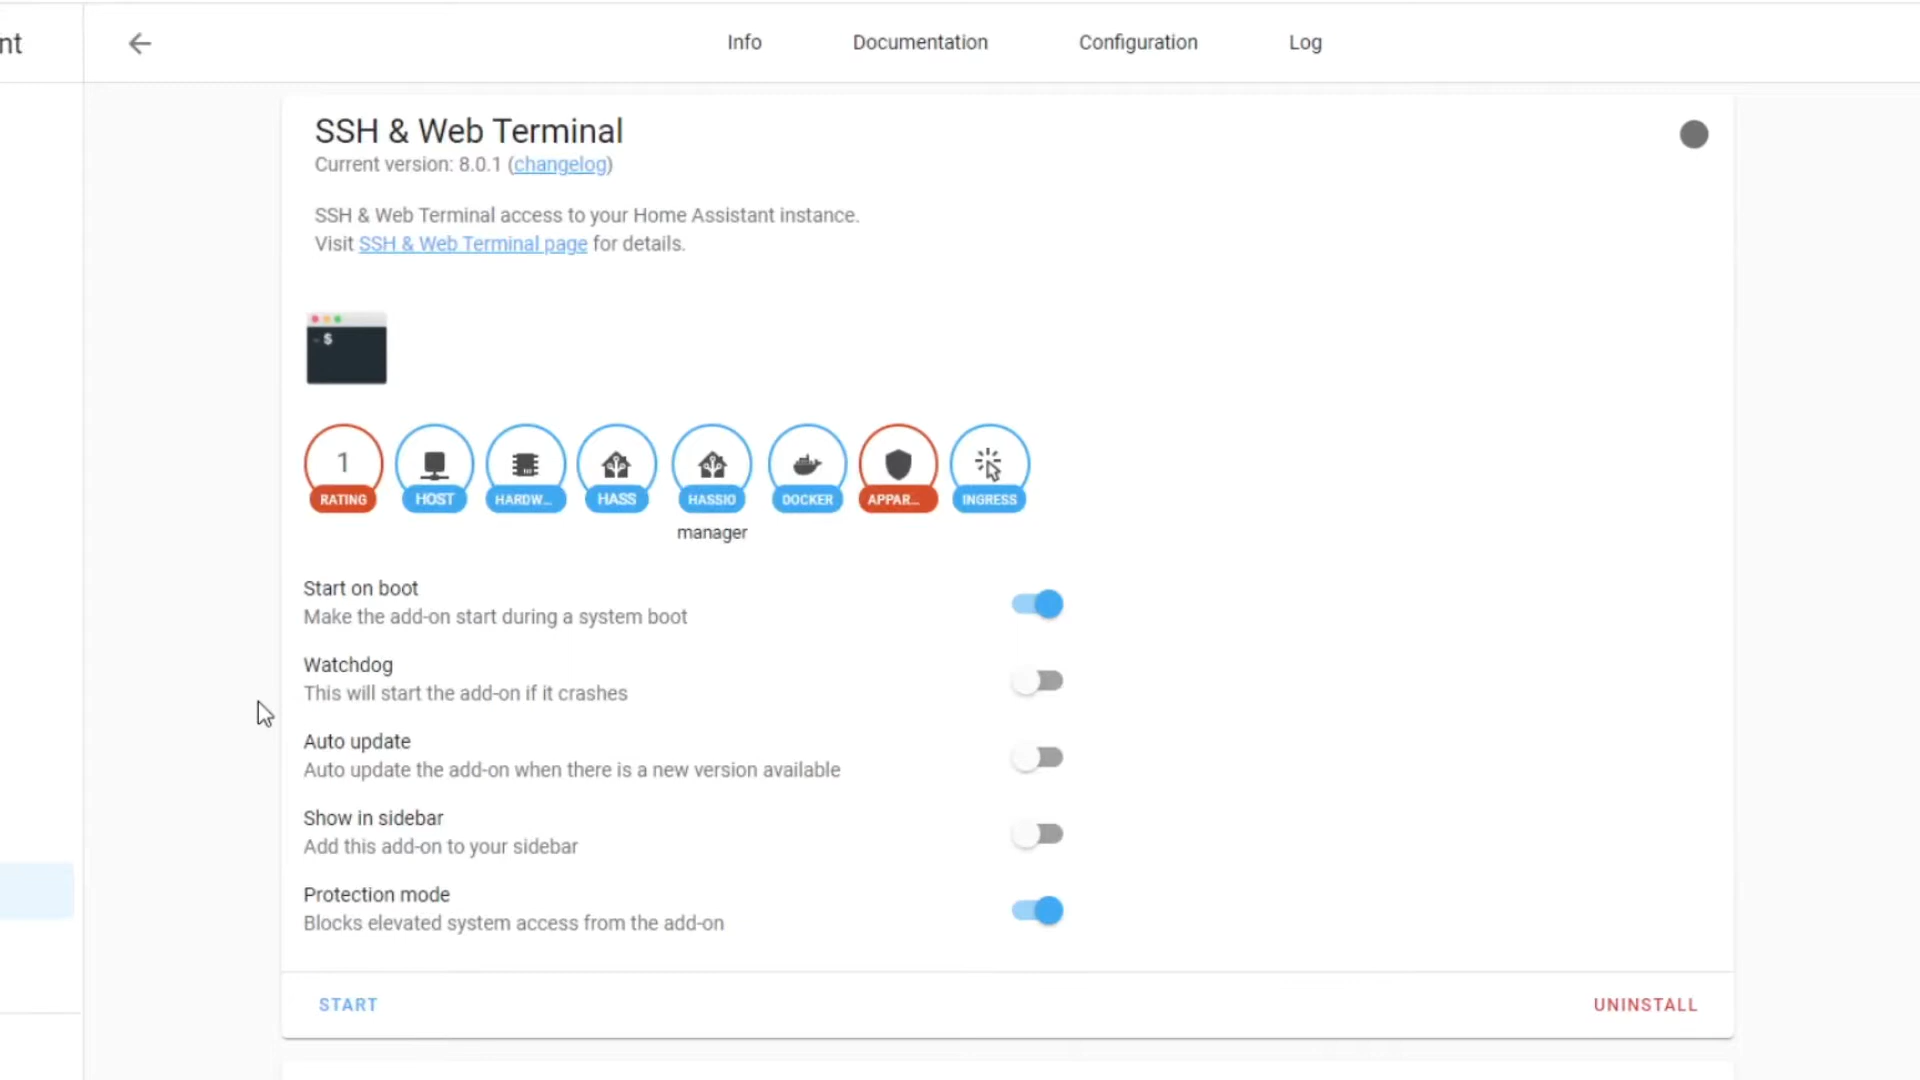 nt
Info
Documentation
Configuration
Log
SSH & Web Terminal
Current version: 8.0.1 (changelog)
SSH & Web Terminal access to your Home Assistant instance.
Visit SSH & Web Terminal page for details.
- $
1
RATING
HOST
HARDW...
HASS
HASSIO
manager
DOCKER
APPAR...
INGRESS
Start on boot
Make the add-on start during a system boot
Watchdog
This will start the add-on if it crashes
Auto update
Auto update the add-on when there is a new version available
Show in sidebar
Add this add-on to your sidebar
Protection mode
Blocks elevated system access from the add-on
START
UNINSTALL